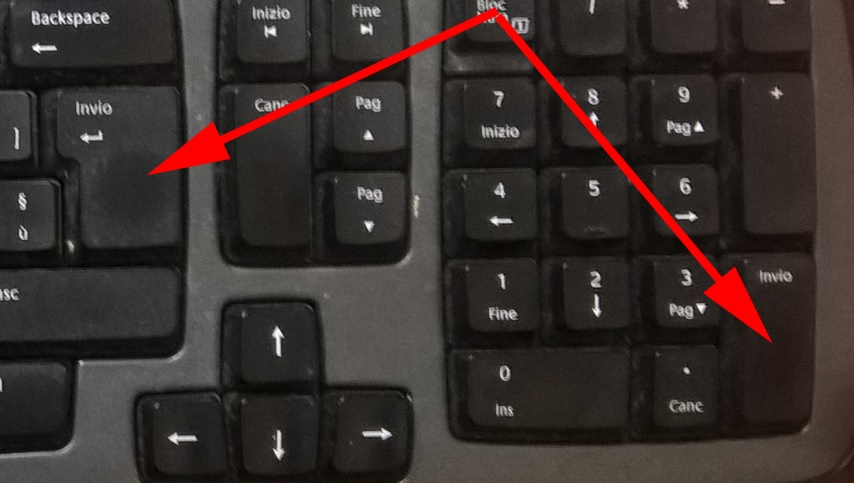 Backspace
Inizio
Fine
Bloc
/
*
-
Invio
]
Canc
Pag
7
Inizio
8
9
Pag
+
§
ù
Pag
4
5
6
1
Fine
2
3
Pag
Invio
0
Ins
.
Canc